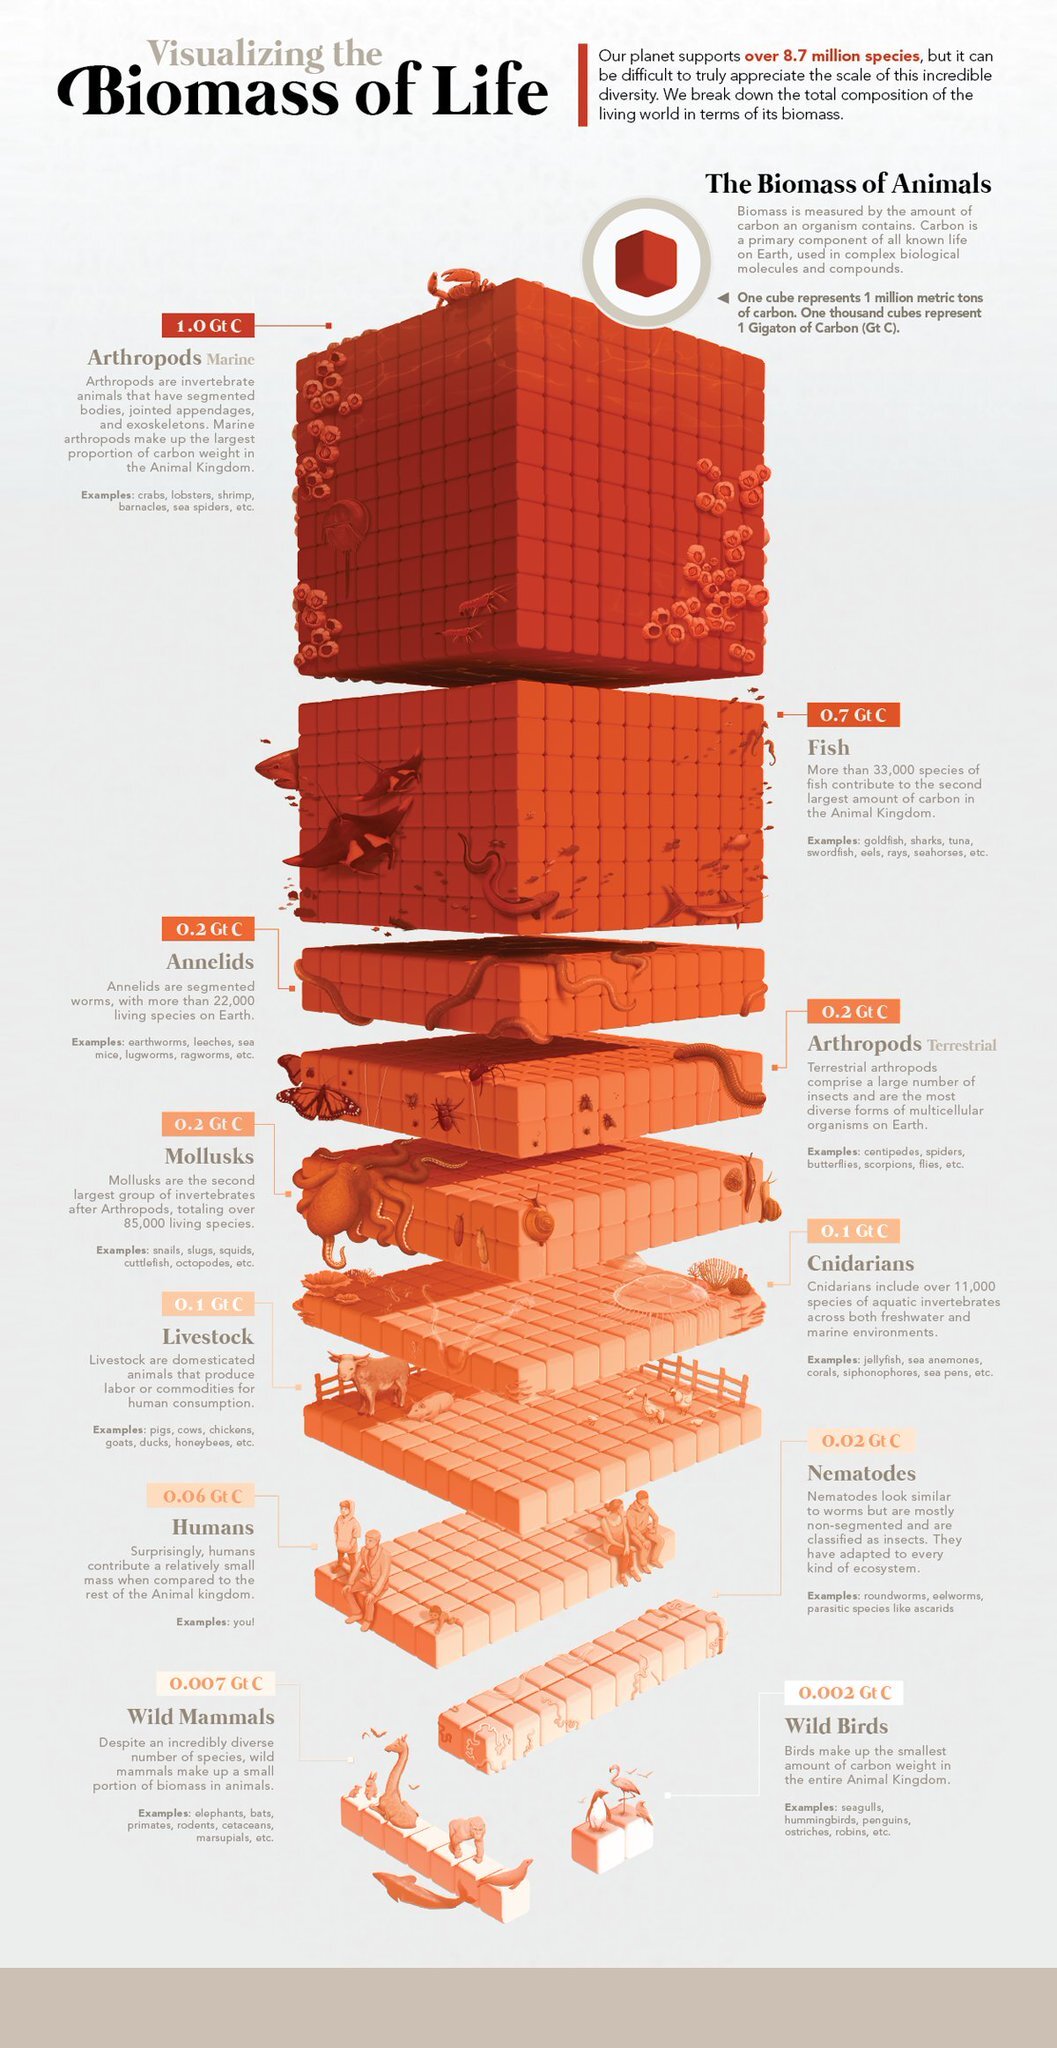 Visualizing the
Biomass of Life
Our planet supports over 8.7 million species, but it can
be difficult to truly appreciate the scale of this incredible
diversity. We break down the total composition of the
living world in terms of its biomass.
The Biomass of Animals
Biomass is measured by the amount of
carbon an organism contains. Carbon is
a primary component of all known life
on Earth, used in complex biological
molecules and compounds.
One cube represents 1 million metric tons
of carbon. One thousand cubes represent
1 Gigaton of Carbon (Gt C).
1.0 Gt C
Arthropods Marine
Arthropods are invertebrate
animals that have segmented
bodies, jointed appendages,
and exoskeletons. Marine
arthropods make up the largest
proportion of carbon weight in
the Animal Kingdom.
Examples: crabs, lobsters, shrimp,
barnacles, sea spiders, etc.
0.7 Gt C
Fish
More than 33,000 species of
fish contribute to the second
largest amount of carbon in
the Animal Kingdom.
Examples: goldfish, sharks, tuna,
swordfish, eels, rays, seahorses, etc.
0.2 Gt C
Annelids
Annelids are segmented
worms, with more than 22,000
living species on Earth.
Examples: earthworms, leeches, sea
mice, lugworms, ragworms, etc.
0.2 Gt C
Arthropods Terrestrial
Terrestrial arthropods
comprise a large number of
insects and are the most
diverse forms of multicellular
organisms on Earth.
Examples: centipedes, spiders,
butterflies, scorpions, flies, etc.
0.2 Gt C
Mollusks
Mollusks are the second
largest group of invertebrates
after Arthropods, totaling over
85,000 living species.
Examples: snails, slugs, squids,
cuttlefish, octopodes, etc.
0.1 Gt C
Cnidarians
Cnidarians include over 11,000
species of aquatic invertebrates
across both freshwater and
marine environments.
Examples: jellyfish, sea anemones,
corals, siphonophores, sea pens, etc.
0.1 Gt C
Livestock
Livestock are domesticated
animals that produce
labor or commodities for
human consumption.
Examples: pigs, cows, chickens,
goats, ducks, honeybees, etc.
0.02 Gt C
Nematodes
Nematodes look similar
to worms but are mostly
non-segmented and are
classified as insects. They
have adapted to every
kind of ecosystem.
Examples: roundworms, eelworms,
parasitic species like ascarids
0.06 Gt C
Humans
Surprisingly, humans
contribute a relatively small
mass when compared to the
rest of the Animal kingdom.
Examples: you!
0.007 Gt C
Wild Mammals
Despite an incredibly diverse
number of species, wild
mammals make up a small
portion of biomass in animals.
Examples: elephants, bats,
primates, rodents, cetaceans,
marsupials, etc.
0.002 Gt C
Wild Birds
Birds make up the smallest
amount of carbon weight in
the entire Animal Kingdom.
Examples: seagulls,
hummingbirds, penguins,
ostriches, robins, etc.